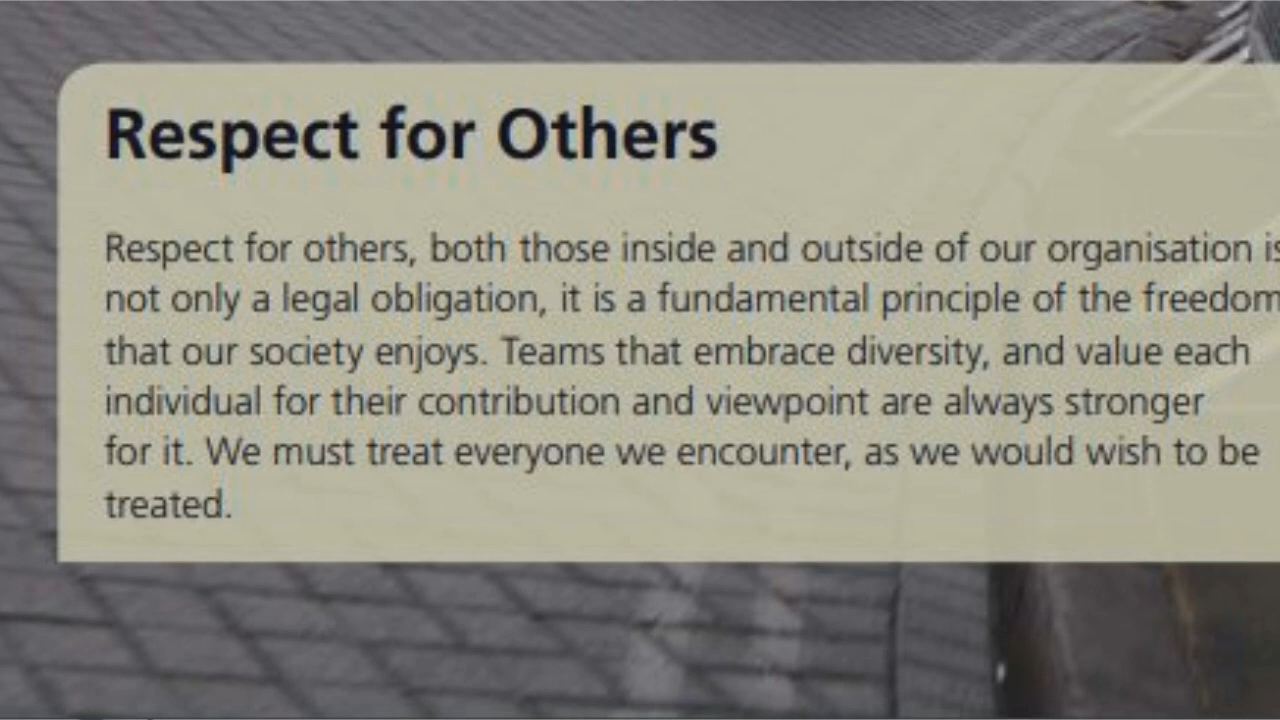 Respect for Others
Respect for others, both those inside and outside of our organisation is
not only a legal obligation, it is a fundamental principle of the freedom
that our society enjoys. Teams that embrace diversity, and value each
individual for their contribution and viewpoint are always stronger
for it. We must treat everyone we encounter, as we would wish to be
treated.